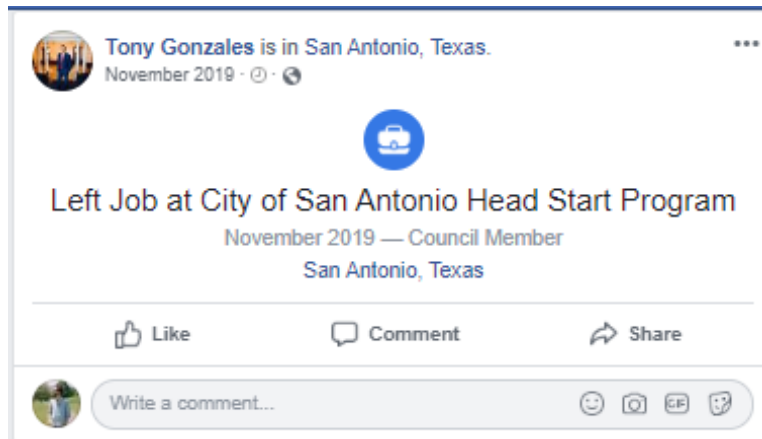 Tony Gonzales is in San Antonio, Texas.
November 2019 ·  · 
Left Job at City of San Antonio Head Start Program
November 2019 — Council Member
San Antonio, Texas
Like Comment Share
Write a comment... GIF